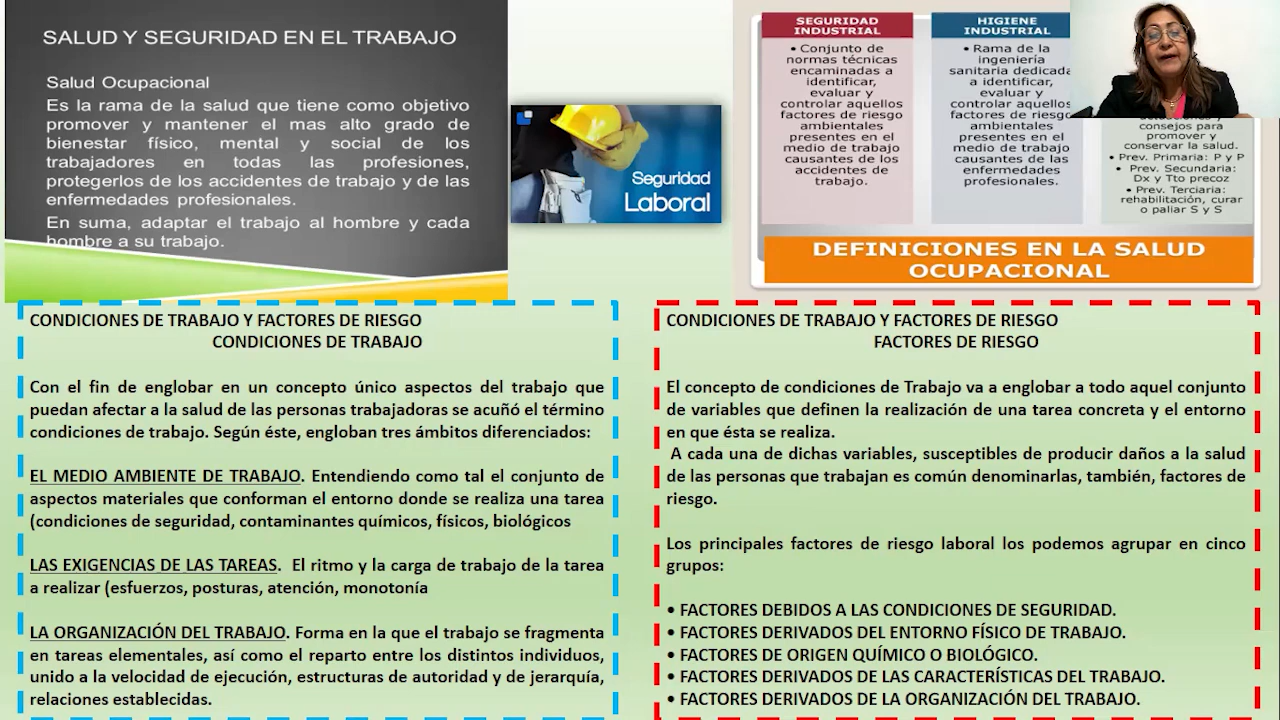 SALUD Y SEGURIDAD EN EL TRABAJO
Salud Ocupacional
Es la rama de la salud que tiene como objetivo
promover y mantener el mas alto grado de
bienestar físico, mental y social de los
trabajadores en todas las profesiones,
protegerlos de los accidentes de trabajo y de las
enfermedades profesionales.
En suma, adaptar el trabajo al hombre y cada
hombre a su trabajo.
Seguridad
Laboral
SEGURIDAD
INDUSTRIAL
• Conjunto de
normas técnicas
encaminadas a
identificar,
evaluar y
controlar aquellos
factores de riesgo
ambientales
presentes en el
medio de trabajo
causantes de los
accidentes de
trabajo.
HIGIENE
INDUSTRIAL
• Rama de la
ingeniería
sanitaria dedicada
a identificar,
evaluar y
controlar aquellos
factores de riesgo
ambientales
presentes en el
medio de trabajo
causantes de las
enfermedades
profesionales.
consejos para
promover y
conservar la salud.
• Prev. Primaria: P y P
• Prev. Secundaria:
Dx y Tto precoz
• Prev. Terciaria:
rehabilitación, curar
o paliar S y S
DEFINICIONES EN LA SALUD
OCUPACIONAL
CONDICIONES DE TRABAJO Y FACTORES DE RIESGO
CONDICIONES DE TRABAJO
Con el fin de englobar en un concepto único aspectos del trabajo que
puedan afectar a la salud de las personas trabajadoras se acuñó el término
condiciones de trabajo. Según éste, engloban tres ámbitos diferenciados:
EL MEDIO AMBIENTE DE TRABAJO. Entendiendo como tal el conjunto de
aspectos materiales que conforman el entorno donde se realiza una tarea
(condiciones de seguridad, contaminantes químicos, físicos, biológicos
LAS EXIGENCIAS DE LAS TAREAS. El ritmo y la carga de trabajo de la tarea
a realizar (esfuerzos, posturas, atención, monotonía
LA ORGANIZACIÓN DEL TRABAJO. Forma en la que el trabajo se fragmenta
en tareas elementales, así como el reparto entre los distintos individuos,
unido a la velocidad de ejecución, estructuras de autoridad y de jerarquía,
relaciones establecidas.
CONDICIONES DE TRABAJO Y FACTORES DE RIESGO
FACTORES DE RIESGO
El concepto de condiciones de Trabajo va a englobar a todo aquel conjunto
de variables que definen la realización de una tarea concreta y el entorno
en que ésta se realiza.
A cada una de dichas variables, susceptibles de producir daños a la salud
de las personas que trabajan es común denominarlas, también, factores de
riesgo.
Los principales factores de riesgo laboral los podemos agrupar en cinco
grupos:
• FACTORES DEBIDOS A LAS CONDICIONES DE SEGURIDAD.
• FACTORES DERIVADOS DEL ENTORNO FÍSICO DE TRABAJO.
• FACTORES DE ORIGEN QUÍMICO O BIOLÓGICO.
• FACTORES DERIVADOS DE LAS CARACTERÍSTICAS DEL TRABAJO.
• FACTORES DERIVADOS DE LA ORGANIZACIÓN DEL TRABAJO.